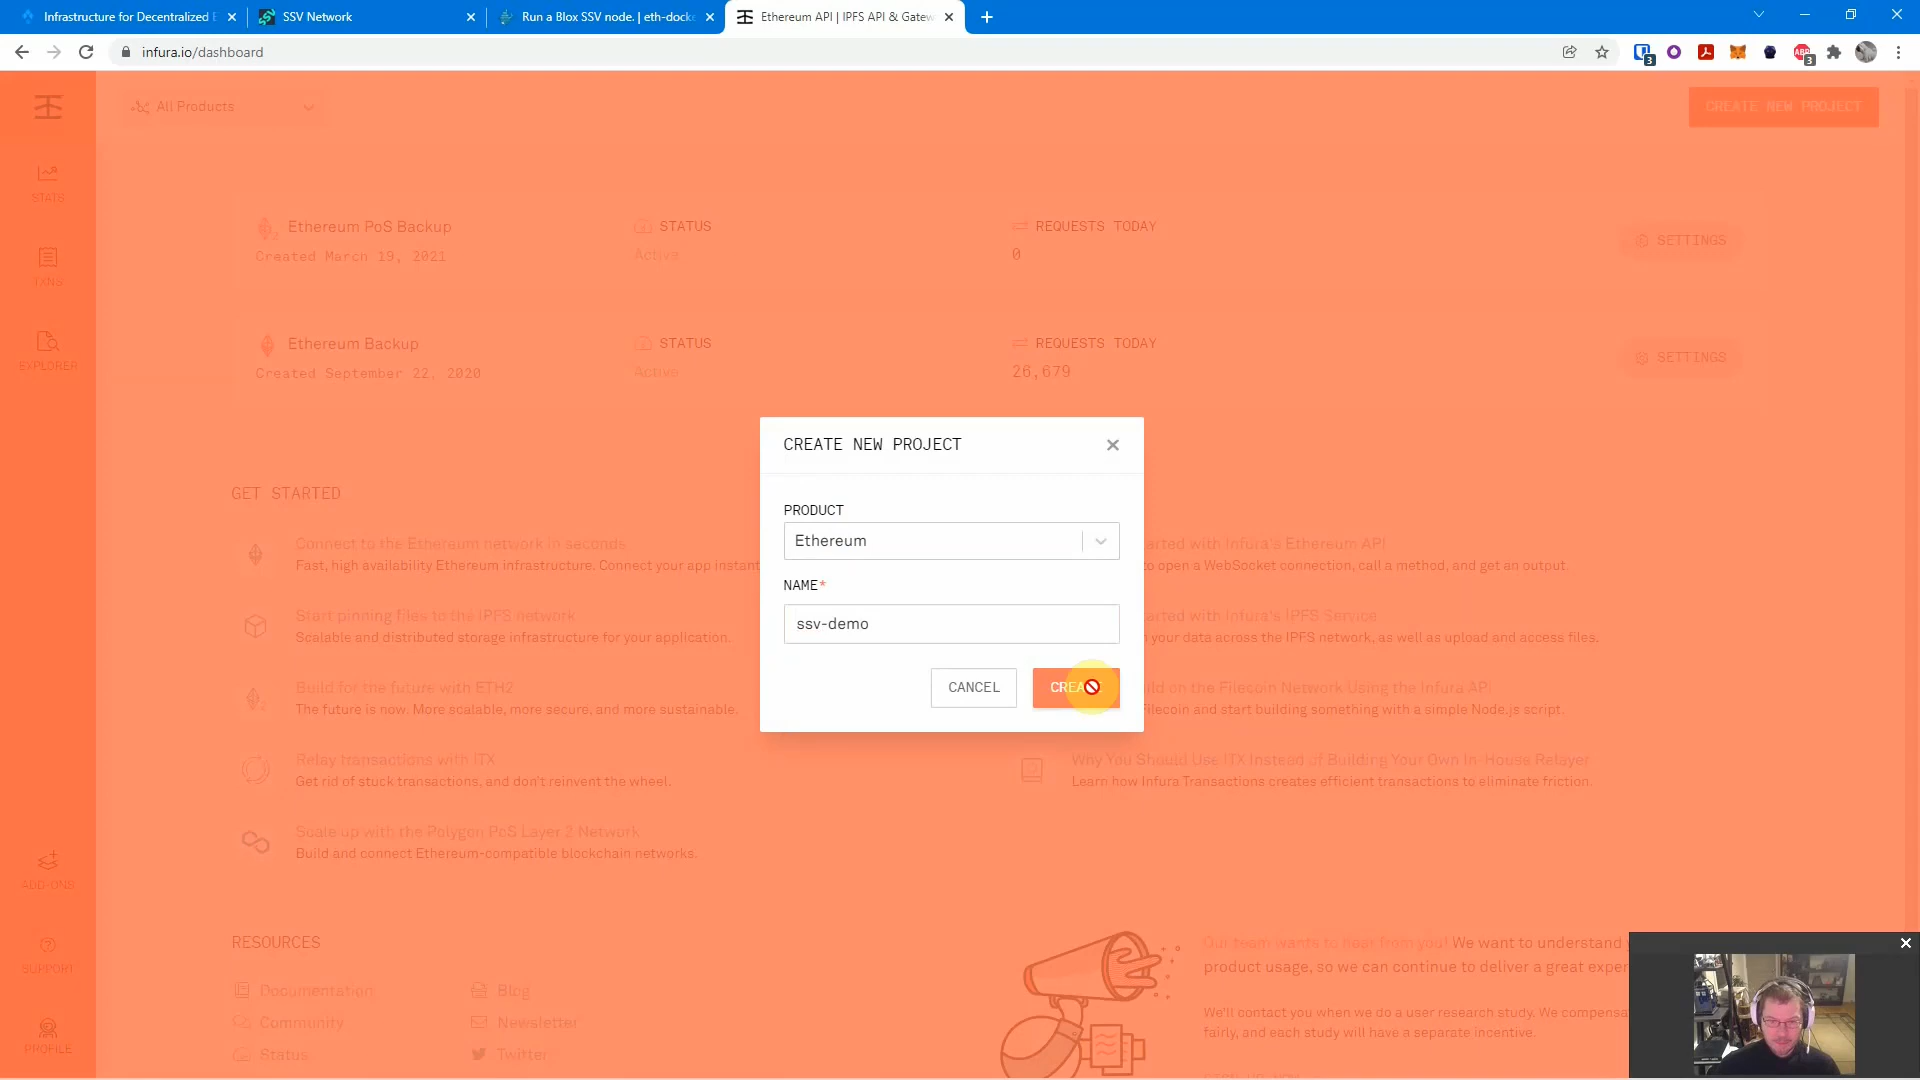 Infrastructure for Decentralized E
SSV Network
Run a Blox SSV node. | eth-docke
Ethereum API | IPFS API & Gatew
infura.io/dashboard
3
3
All Products
CREATE NEW PROJECT
STATS
TXNS
EXPLORER
Ethereum PoS Backup
Created March 19, 2021
STATUS
Active
REQUESTS TODAY
0
SETTINGS
Ethereum Backup
Created September 22, 2020
STATUS
Active
REQUESTS TODAY
26,679
SETTINGS
CREATE NEW PROJECT
PRODUCT
Ethereum
NAME*
ssv-demo
CANCEL
GET STARTED
Connect to the Ethereum network in seconds
Fast, high availability Ethereum infrastructure. Connect your app instant
arted with Infura's Ethereum API
to open a WebSocket connection, call a method, and get an output.
Start pinning files to the IPFS network
Scalable and distributed storage infrastructure for your application.
arted with Infura's IPFS Service
your data across the IPFS network, as well as upload and access files.
Build for the future with ETH2
The future is now. More scalable, more secure, and more sustainable.
ild on the Filecoin Network Using the Infura API
Filecoin and start building something with a simple Node.js script.
Relay transactions with ITX
Get rid of stuck transactions, and don't reinvent the wheel.
Why You Should Use ITX Instead of Building Your Own In-House Relayer
Learn how Infura Transactions creates efficient transactions to eliminate friction.
Scale up with the Polygon PoS Layer 2 Network
Build and connect Ethereum-compatible blockchain networks.
ADD-ONS
SUPPORT
PROFILE
RESOURCES
Documentation
Blog
Community
Newsletter
Status
Twitter
Our team wants to hear from you! We want to understand
product usage, so we can continue to deliver a great exper
We'll contact you when we do a user research study. We compensa
fairly, and each study will have a separate incentive.